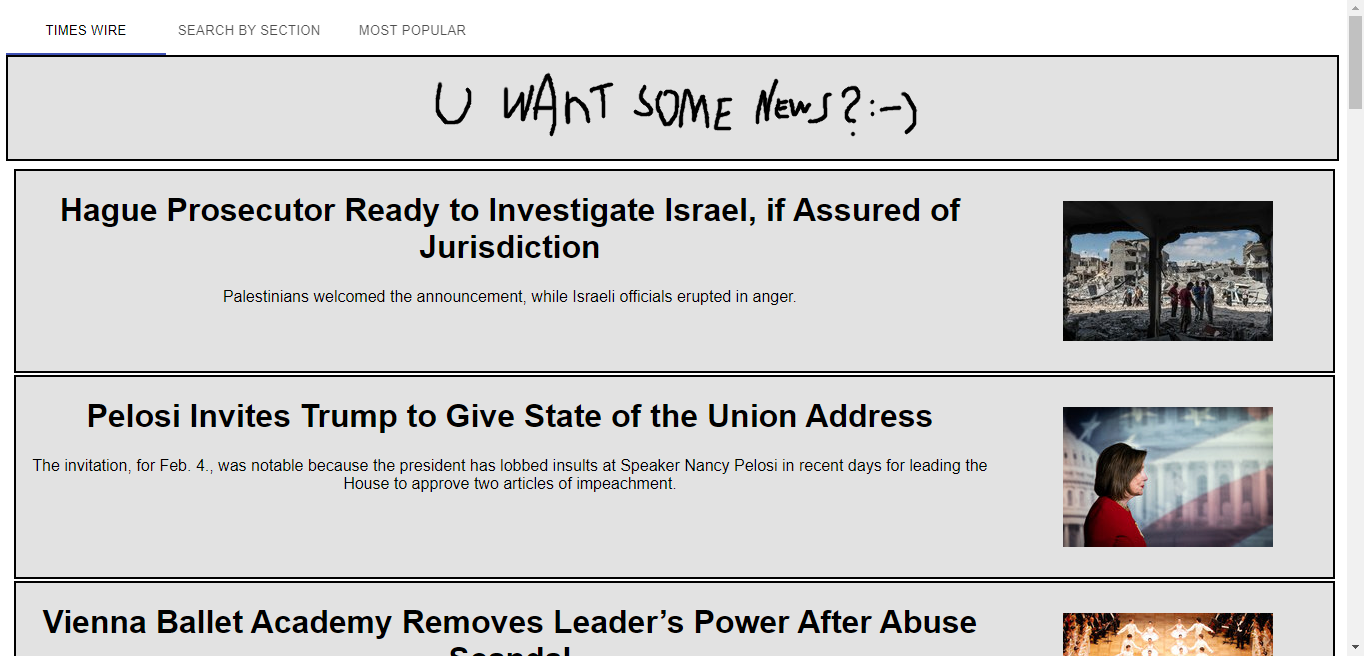 TIMES WIRE SEARCH BY SECTION MOST POPULAR
U WANT SOME NEWS? :-)
Hague Prosecutor Ready to Investigate Israel, if Assured of
Jurisdiction
Palestinians welcomed the announcement, while Israeli officials erupted in anger.
Pelosi Invites Trump to Give State of the Union Address
The invitation, for Feb. 4., was notable because the president has lobbed insults at Speaker Nancy Pelosi in recent days for leading the
House to approve two articles of impeachment.
Vienna Ballet Academy Removes Leader’s Power After Abuse
Scandal